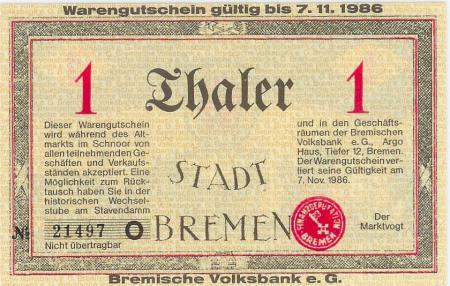 Warengutschein gültig bis 7. 11. 1986
1
Thaler
1
Dieser Warengutschein
wird während des Alt-
markts im Schnoor von
allen teilnehmenden Ge-
schäften und Verkaufs-
ständen akzeptiert. Eine
Möglichkeit zum Rück-
tausch haben Sie in der
historischen Wechsel-
stube am Stavendamm
und in den Geschäfts-
räumen der Bremischen
Volksbank e. G., Argo
Haus, Tiefer 12, Bremen.
Der Warengutschein ver-
liert seine Gültigkeit am
7. Nov. 1986.
STADT
BREMEN
№ 21497 O
Nicht übertragbar
FINANZDEPUTATION
BREMEN
Der
Marktvogt
Bremische Volksbank e. G.